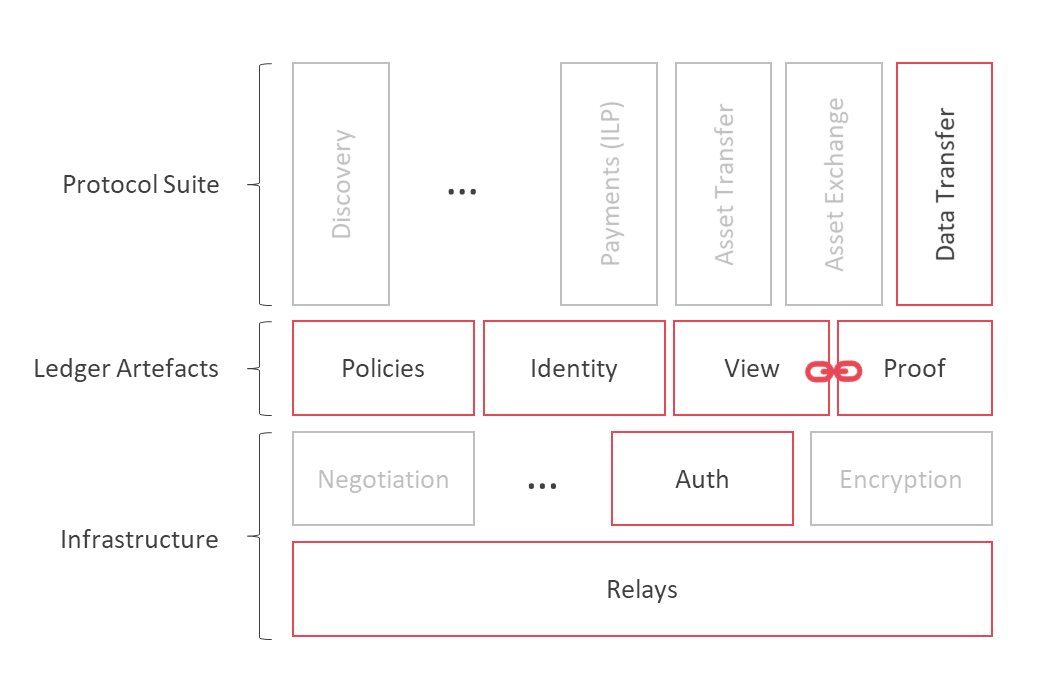 Protocol Suite
Discovery
...
Payments (ILP)
Asset Transfer
Asset Exchange
Data Transfer
Ledger Artefacts
Policies
Identity
View
Proof
Infrastructure
Negotiation
...
Auth
Encryption
Relays